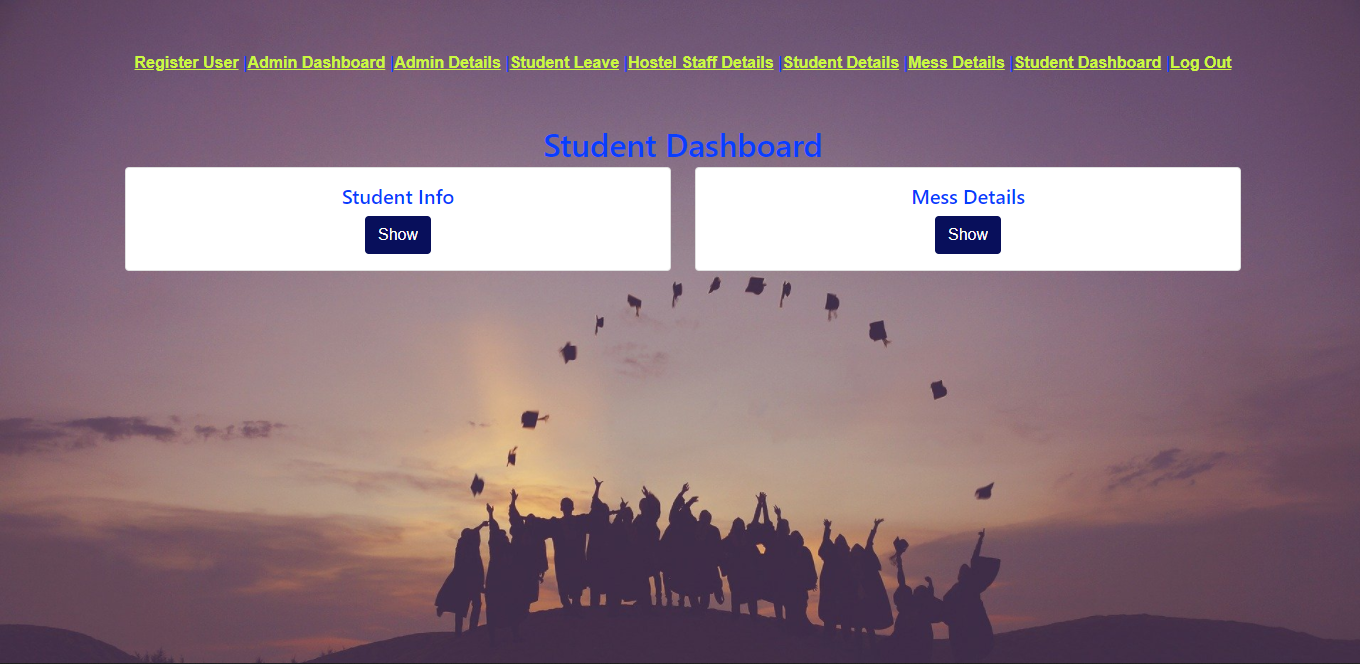 Register User |Admin Dashboard |Admin Details |Student Leave |Hostel Staff Details |Student Details |Mess Details |Student Dashboard |Log Out
Student Dashboard
Student Info
Show
Mess Details
Show